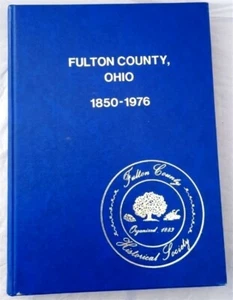 FULTON COUNTY,
OHIO
1850-1976
Fulton County
Organized, 1883
Historical Society